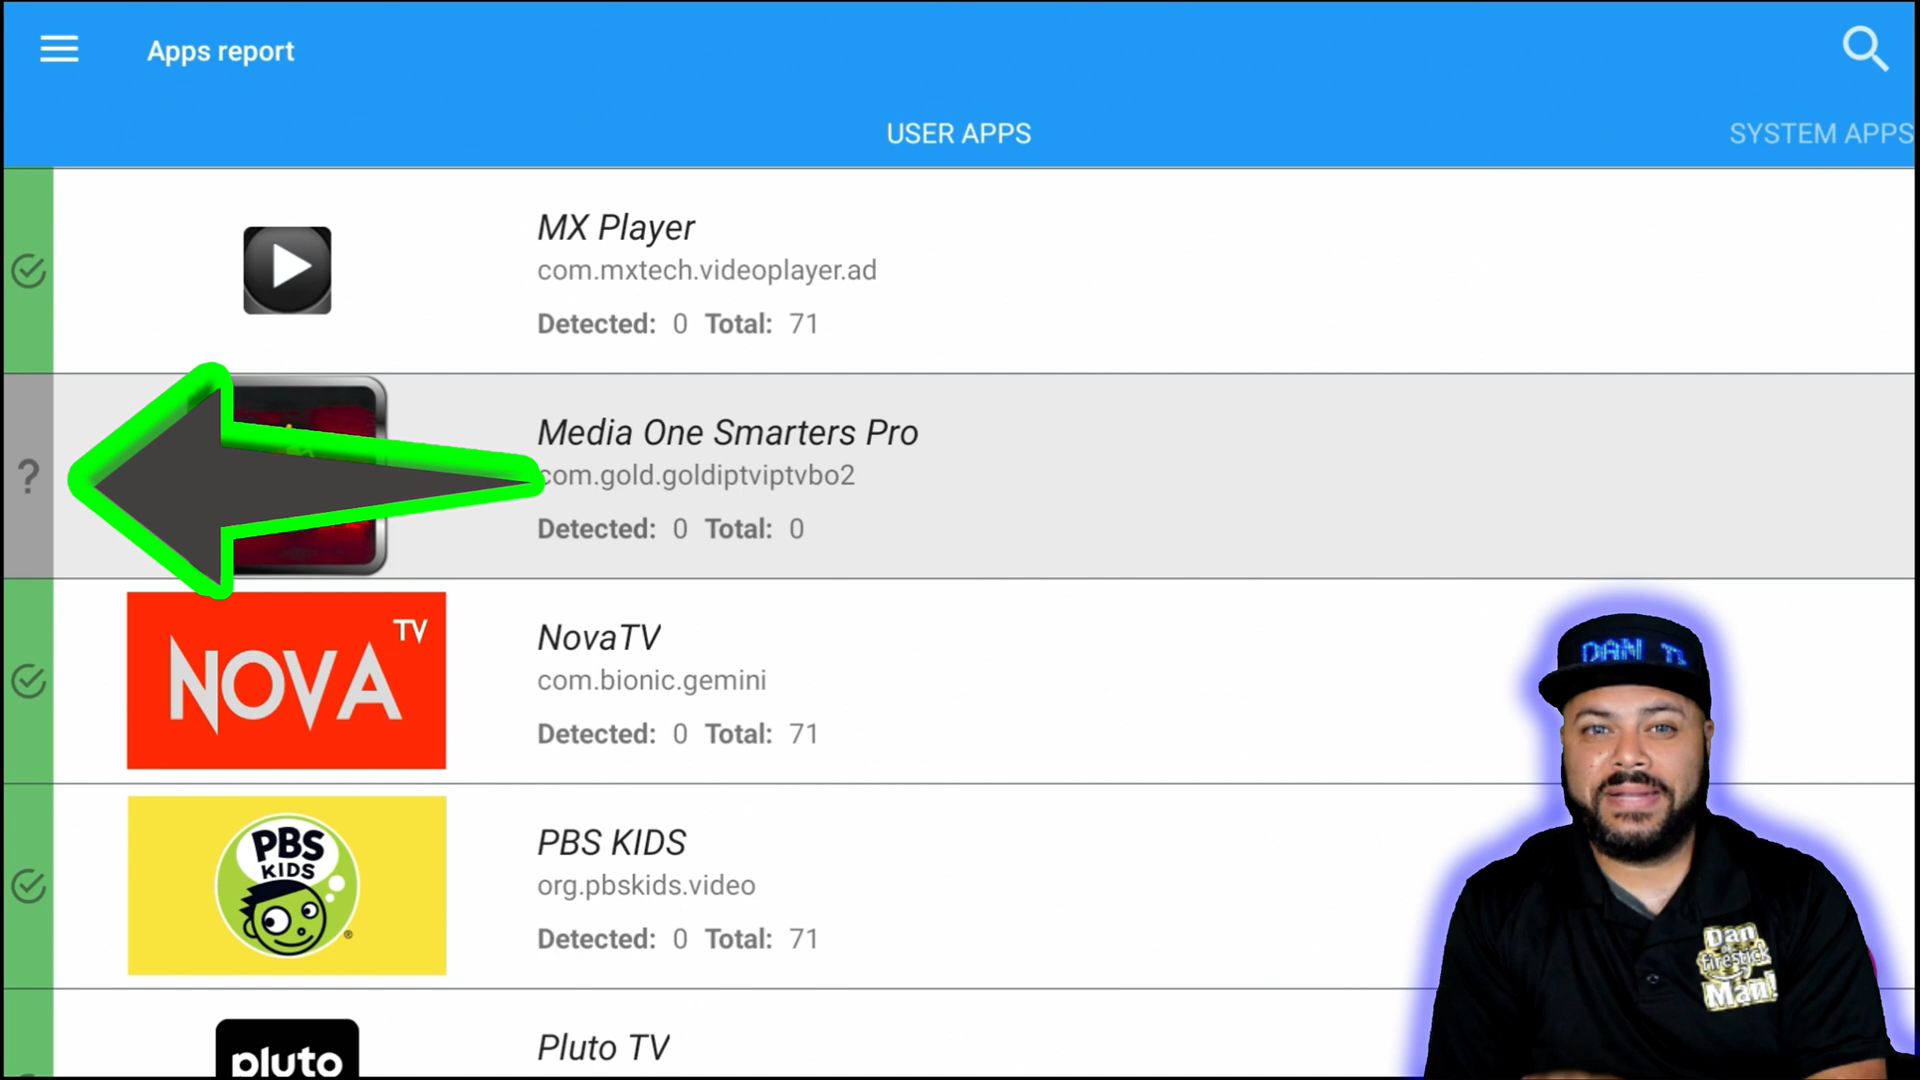 Apps report
USER APPS
SYSTEM APPS
MX Player
com.mxtech.videoplayer.ad
Detected: 0 Total: 71
?
Media One Smarters Pro
com.gold.goldiptviptvbo2
Detected: 0 Total: 0
NOVA TV
NovaTV
com.bionic.gemini
Detected: 0 Total: 71
PBS
KIDS
PBS KIDS
org.pbskids.video
Detected: 0 Total: 71
pluto
Pluto TV
DAN
Dan
firestick
Man!